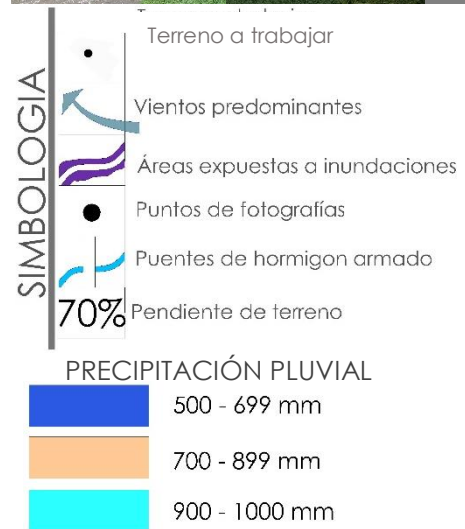 SIMBOLOGIA
Terreno a trabajar
Vientos predominantes
Áreas expuestas a inundaciones
Puntos de fotografías
Puentes de hormigon armado
70% Pendiente de terreno
PRECIPITACIÓN PLUVIAL
500 - 699 mm
700 - 899 mm
900 - 1000 mm